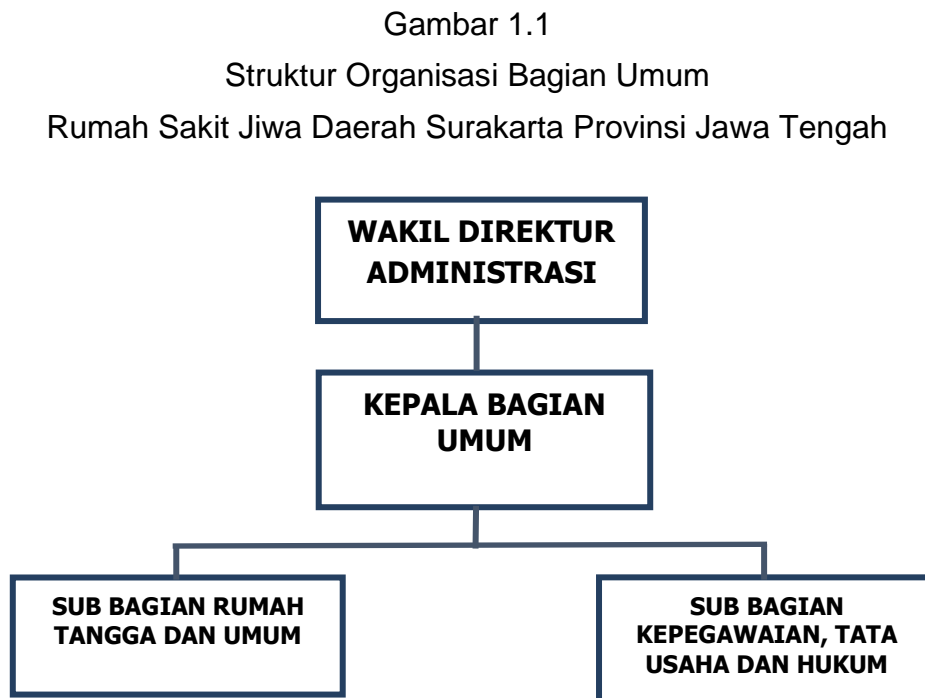 Gambar 1.1
Struktur Organisasi Bagian Umum
Rumah Sakit Jiwa Daerah Surakarta Provinsi Jawa Tengah
WAKIL DIREKTUR
ADMINISTRASI
KEPALA BAGIAN
UMUM
SUB BAGIAN RUMAH
TANGGA DAN UMUM
SUB BAGIAN
KEPEGAWAIAN, TATA
USAHA DAN HUKUM